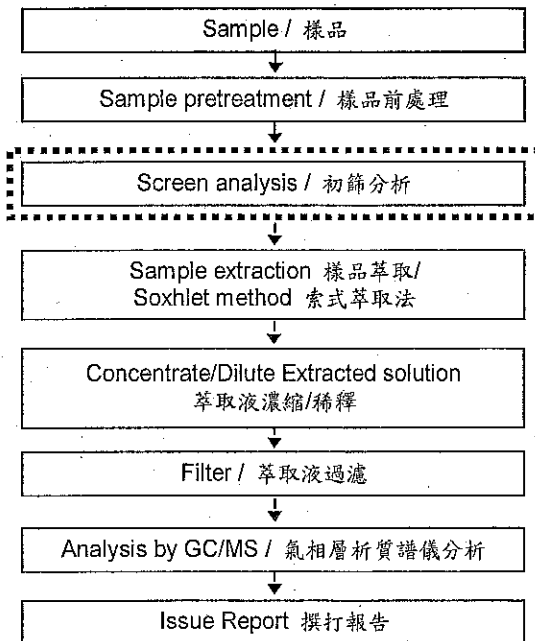 Sample / 樣品
Sample pretreatment / 樣品前處理
Screen analysis / 初篩分析
Sample extraction 樣品萃取/
Soxhlet method 索式萃取法
Concentrate/Dilute Extracted solution
萃取液濃縮/稀釋
Filter / 萃取液過濾
Analysis by GC/MS / 氣相層析質譜儀分析
Issue Report 撰打報告